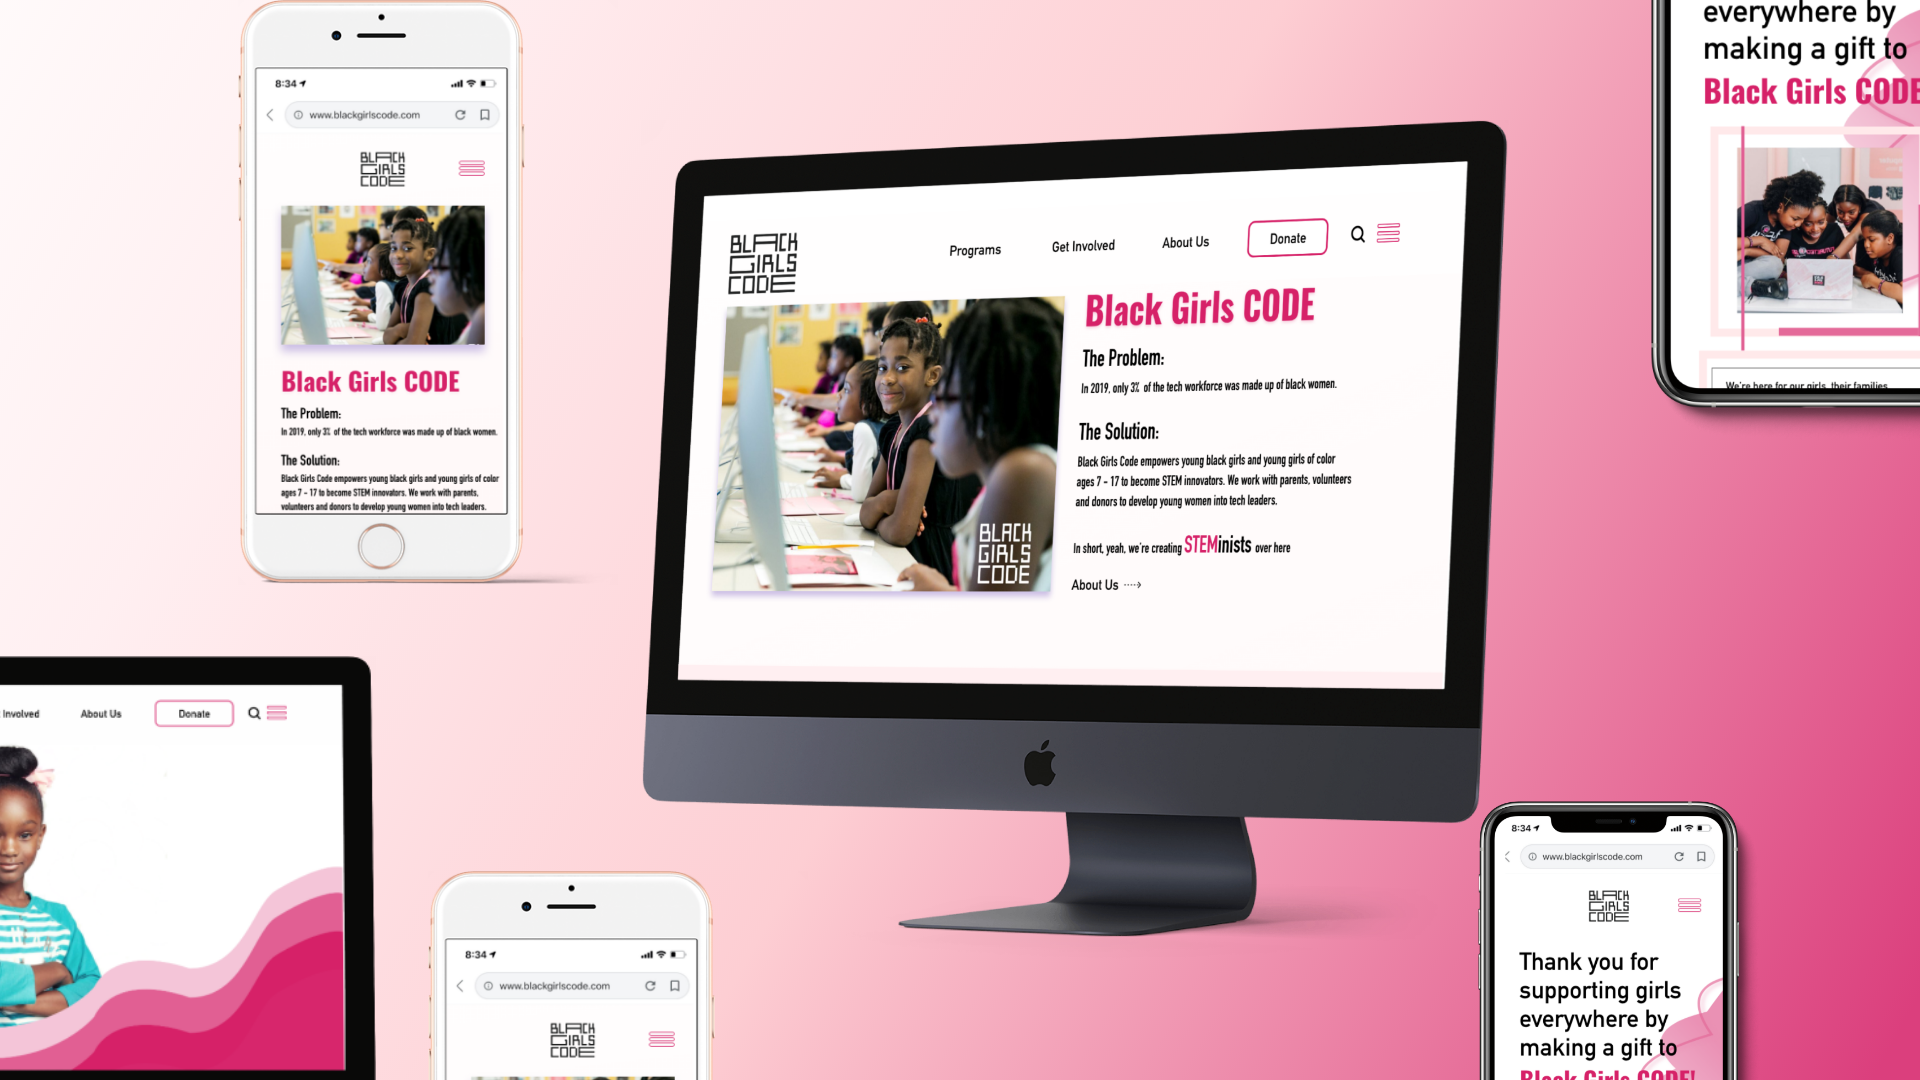 8:34
www.blackgirlscode.com
BLACK
GIRLS
CODE
Black Girls CODE
The Problem:
In 2019, only 3% of the tech workforce was made up of black women.
The Solution:
Black Girls Code empowers young black girls and young girls of color
ages 7 - 17 to become STEM innovators. We work with parents,
volunteers and donors to develop young women into tech leaders.
BLACK
GIRLS
CODE
Programs
Get Involved
About Us
Donate
Black Girls CODE
The Problem:
In 2019, only 3% of the tech workforce was made up of black women.
The Solution:
Black Girls Code empowers young black girls and young girls of color
ages 7 - 17 to become STEM innovators. We work with parents, volunteers
and donors to develop young women into tech leaders.
In short, yeah, we're creating STEMinists over here
About Us
BLACK
GIRLS
CODE
everywhere by
making a gift to
Black Girls CODE
We're here for our girls, their families
Involved
About Us
Donate
8:34
www.blackgirlscode.com
BLACK
GIRLS
CODE
8:34
www.blackgirlscode.com
BLACK
GIRLS
CODE
Thank you for
supporting girls
everywhere by
making a gift to
Black Girls CODE!